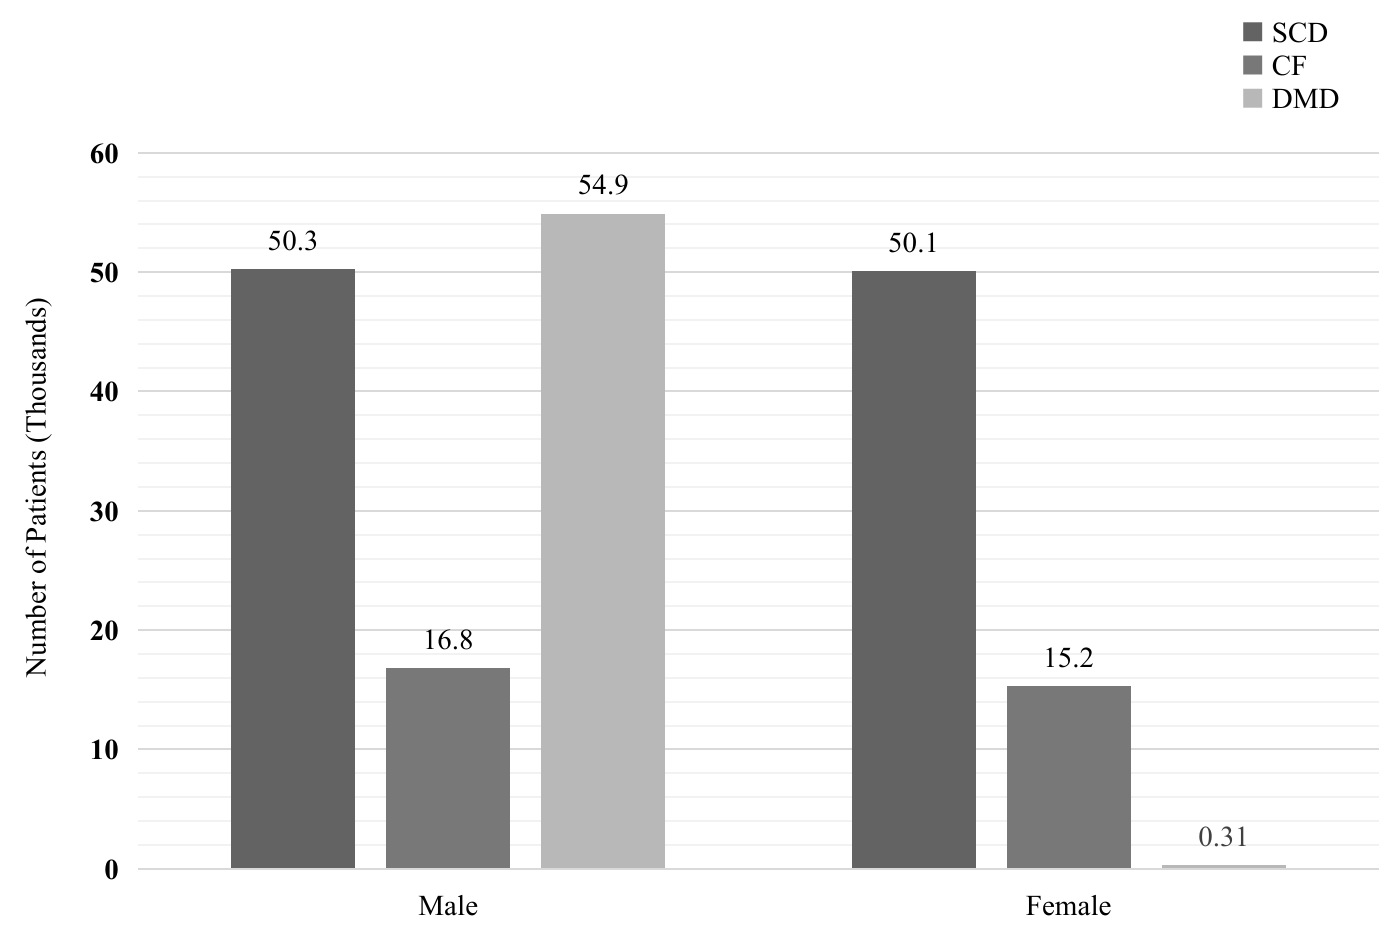 SCD
CF
DMD
60
54.9
50.3
50.1
50
40
Number of Patients (Thousands)
30
20
16.8
15.2
10
0.31
0
Male
Female